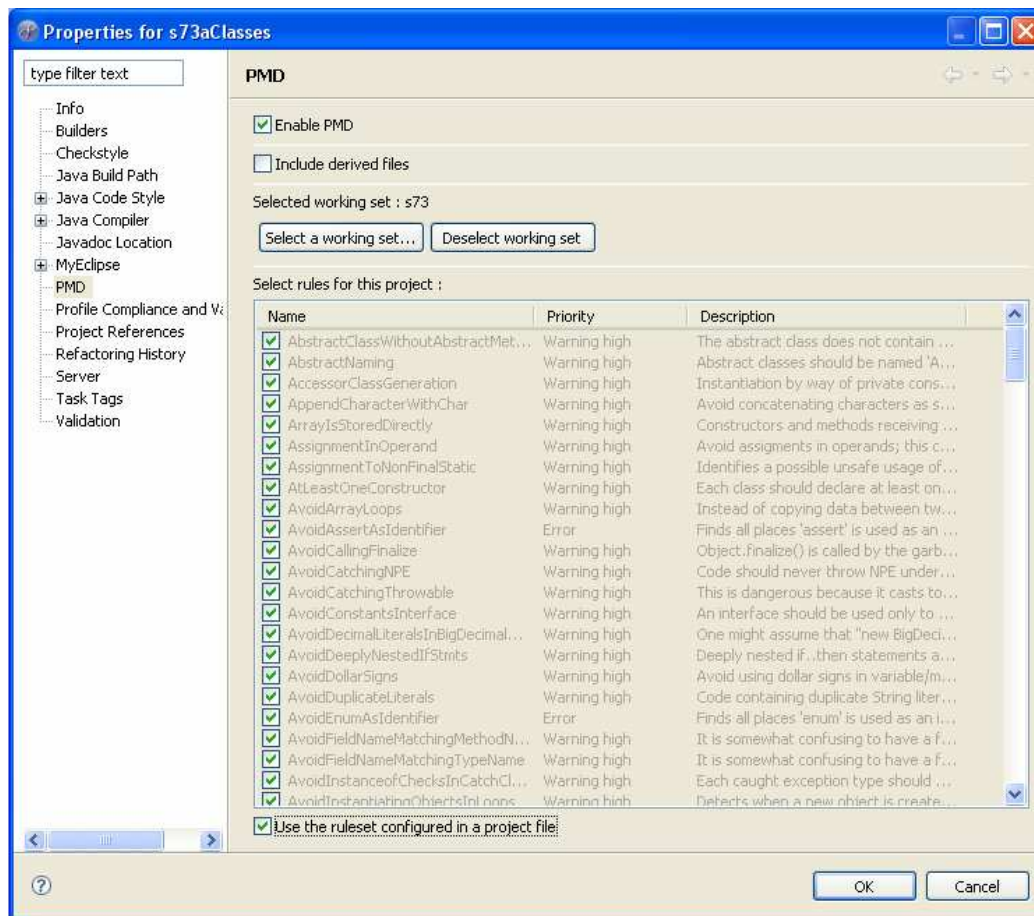 Properties for s73aClasses
type filter text
Info
Builders
Checkstyle
Java Build Path
Java Code Style
Java Compiler
Javadoc Location
MyEclipse
PMD
Profile Compliance and Va
Project References
Refactoring History
Server
Task Tags
Validation
PMD
Enable PMD
Include derived files
Selected working set : s73
Select a working set... Deselect working set
Select rules for this project :
Name Priority Description
AbstractClassWithoutAbstractMet... Warning high The abstract class does not contain ...
AbstractNaming Warning high Abstract classes should be named 'A...
AccessorClassGeneration Warning high Instantiation by way of private cons...
AppendCharacterWithChar Warning high Avoid concatenating characters as s...
ArrayIsStoredDirectly Warning high Constructors and methods receiving ...
AssignmentInOperand Warning high Avoid assigments in operands; this c...
AssignmentToNonFinalStatic Warning high Identifies a possible unsafe usage of...
AtLeastOneConstructor Warning high Each class should declare at least on...
AvoidArrayLoops Warning high Instead of copying data between tw...
AvoidAssertAsIdentifier Error Finds all places 'assert' is used as an ...
AvoidCallingFinalize Warning high Object.finalize() is called by the garb...
AvoidCatchingNPE Warning high Code should never throw NPE under...
AvoidCatchingThrowable Warning high This is dangerous because it casts to...
AvoidConstantsInterface Warning high An interface should be used only to ...
AvoidDecimalLiteralsInBigDecimal... Warning high One might assume that "new BigDeci...
AvoidDeeplyNestedIfStmts Warning high Deeply nested if..then statements a...
AvoidDollarSigns Warning high Avoid using dollar signs in variable/m...
AvoidDuplicateLiterals Warning high Code containing duplicate String liter...
AvoidEnumAsIdentifier Error Finds all places 'enum' is used as an i...
AvoidFieldNameMatchingMethodN... Warning high It is somewhat confusing to have a f...
AvoidFieldNameMatchingTypeName Warning high It is somewhat confusing to have a f...
AvoidInstanceofChecksInCatchCl... Warning high Each caught exception type should ...
AvoidInstantiatingObjectsInLoops Warning high Detects when a new object is create...
Use the ruleset configured in a project file
OK Cancel